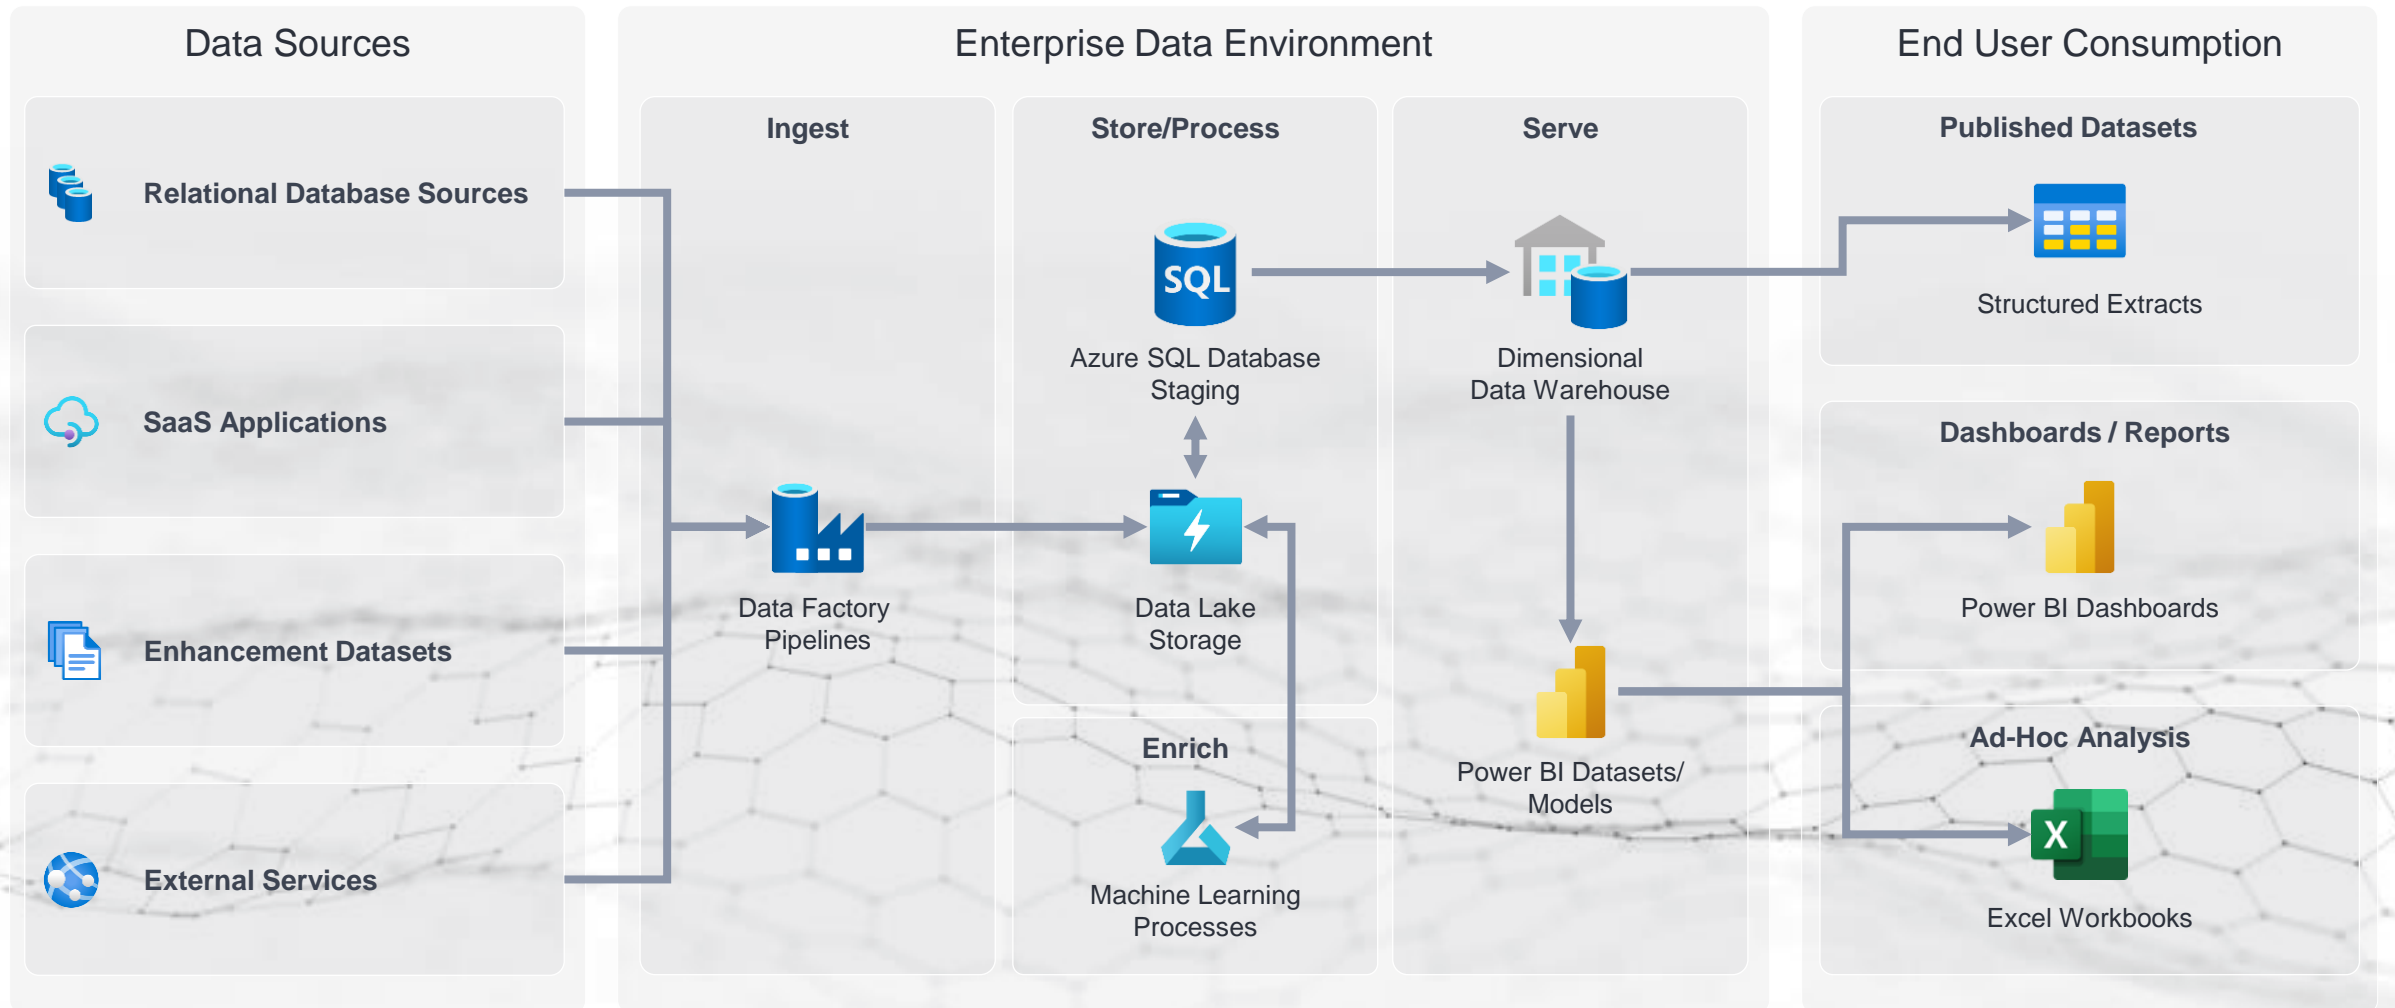 Data Sources
Relational Database Sources
SaaS Applications
Enhancement Datasets
External Services
Enterprise Data Environment
Ingest
Data Factory
Pipelines
Store/Process
SQL
Azure SQL Database
Staging
Data Lake
Storage
Enrich
Machine Learning
Processes
Serve
Dimensional
Data Warehouse
Power BI Datasets/
Models
End User Consumption
Published Datasets
Structured Extracts
Dashboards / Reports
Power BI Dashboards
Ad-Hoc Analysis
X
Excel Workbooks